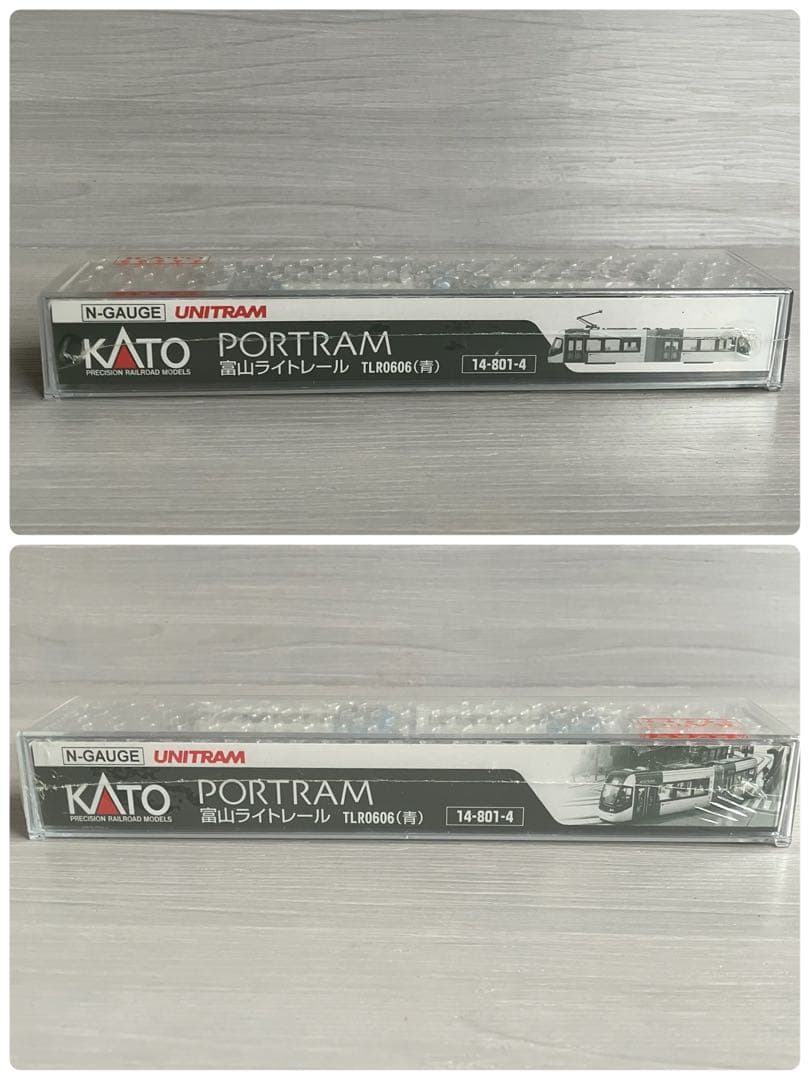 N-GAUGE UNITRAM
KATO PORTRAM
PRECISION RAILROAD MODELS 富山ライトレール TLR0606(青) 14-801-4
N-GAUGE UNITRAM
KATO PORTRAM
PRECISION RAILROAD MODELS 富山ライトレール TLR0606(青) 14-801-4